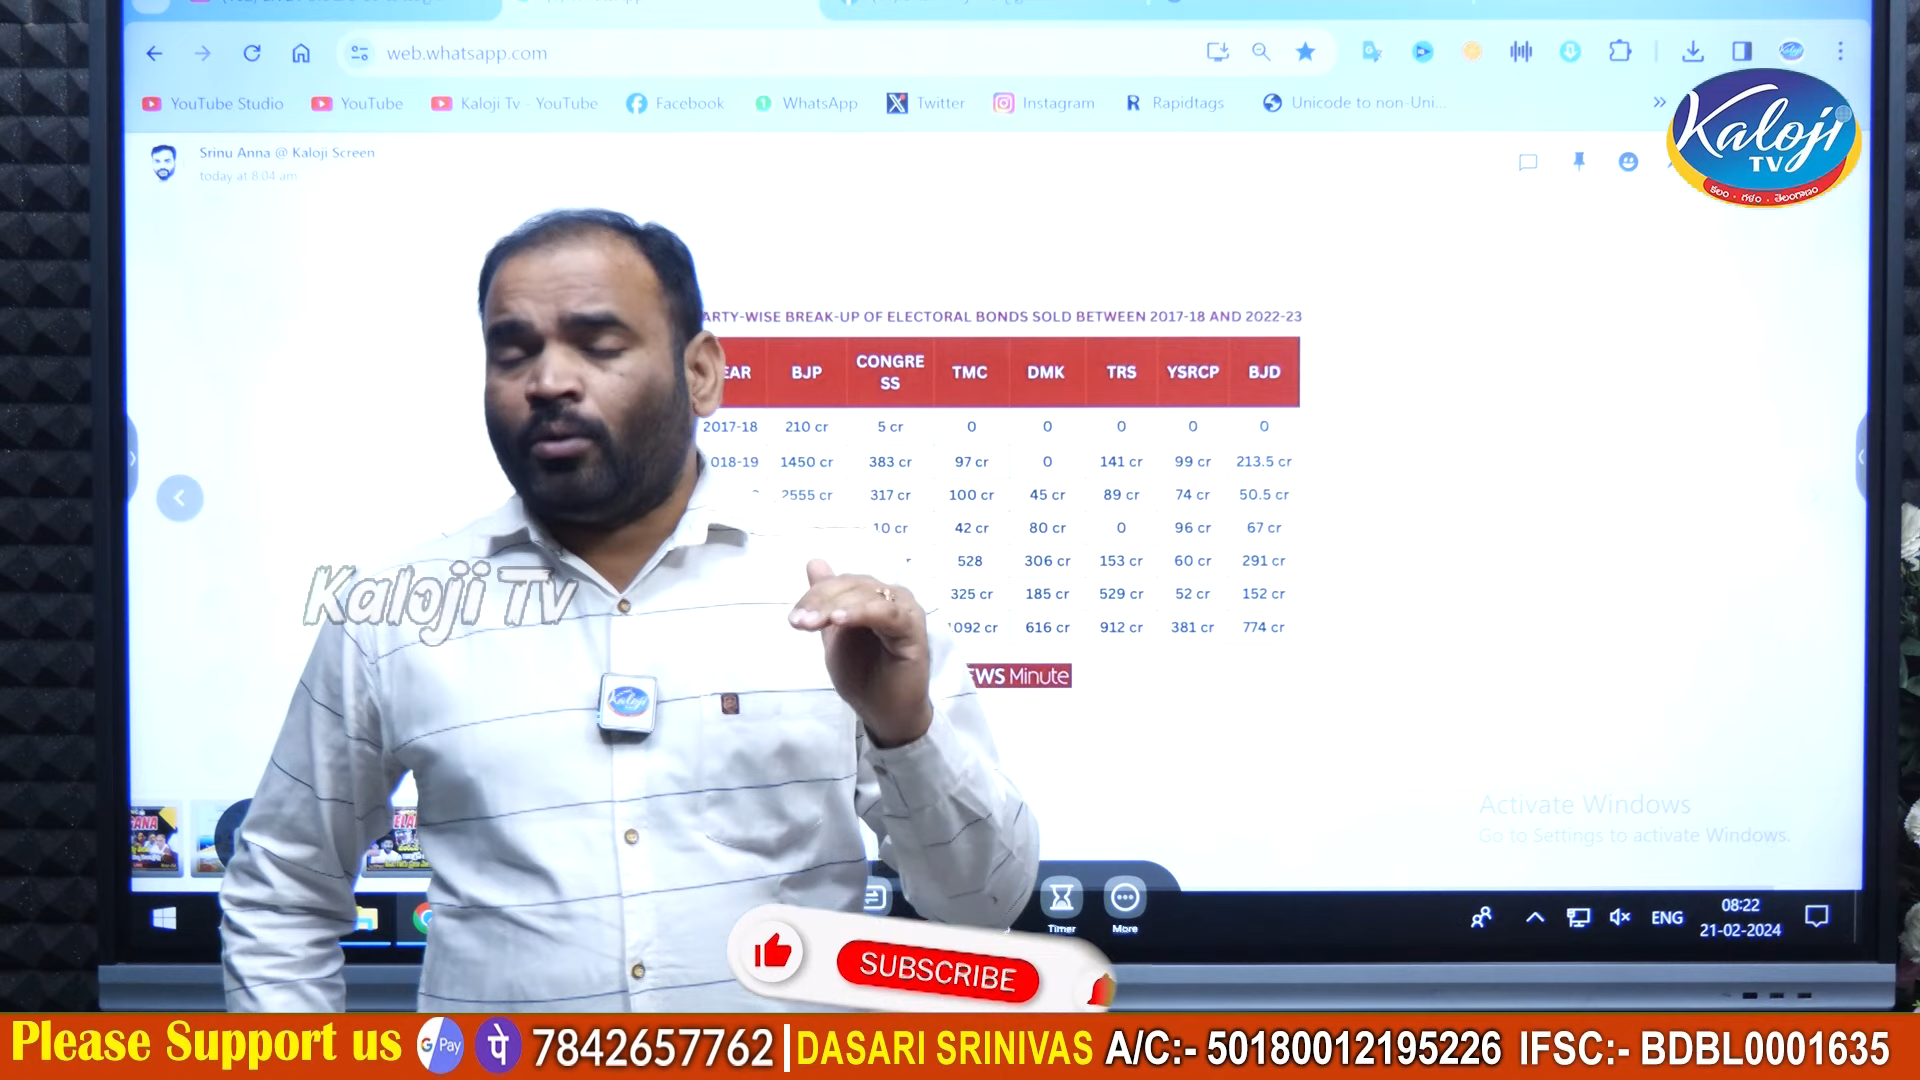 web.whatsapp.com
YouTube Studio YouTube Kaloji Tv - YouTube Facebook WhatsApp Twitter Instagram Rapidtags Unicode to non-Uni...
Srinu Anna @ Kaloji Screen
today at 8:04 am
Kaloji
TV
కలం · గళం · తెలంగాణం
ARTY-WISE BREAK-UP OF ELECTORAL BONDS SOLD BETWEEN 2017-18 AND 2022-23
EAR BJP CONGRE SS TMC DMK TRS YSRCP BJD
2017-18 210 cr 5 cr 0 0 0 0 0
018-19 1450 cr 383 cr 97 cr 0 141 cr 99 cr 213.5 cr
2555 cr 317 cr 100 cr 45 cr 89 cr 74 cr 50.5 cr
10 cr 42 cr 80 cr 0 96 cr 67 cr
528 306 cr 153 cr 60 cr 291 cr
325 cr 185 cr 529 cr 52 cr 152 cr
1092 cr 616 cr 912 cr 381 cr 774 cr
EWS Minute
Kaloji Tv
Kaloji
Activate Windows
Go to Settings to activate Windows.
Timer More
ENG
08:22
21-02-2024
SUBSCRIBE
Please Support us G Pay पे 7842657762 | DASARI SRINIVAS A/C:- 50180012195226 IFSC:- BDBL0001635